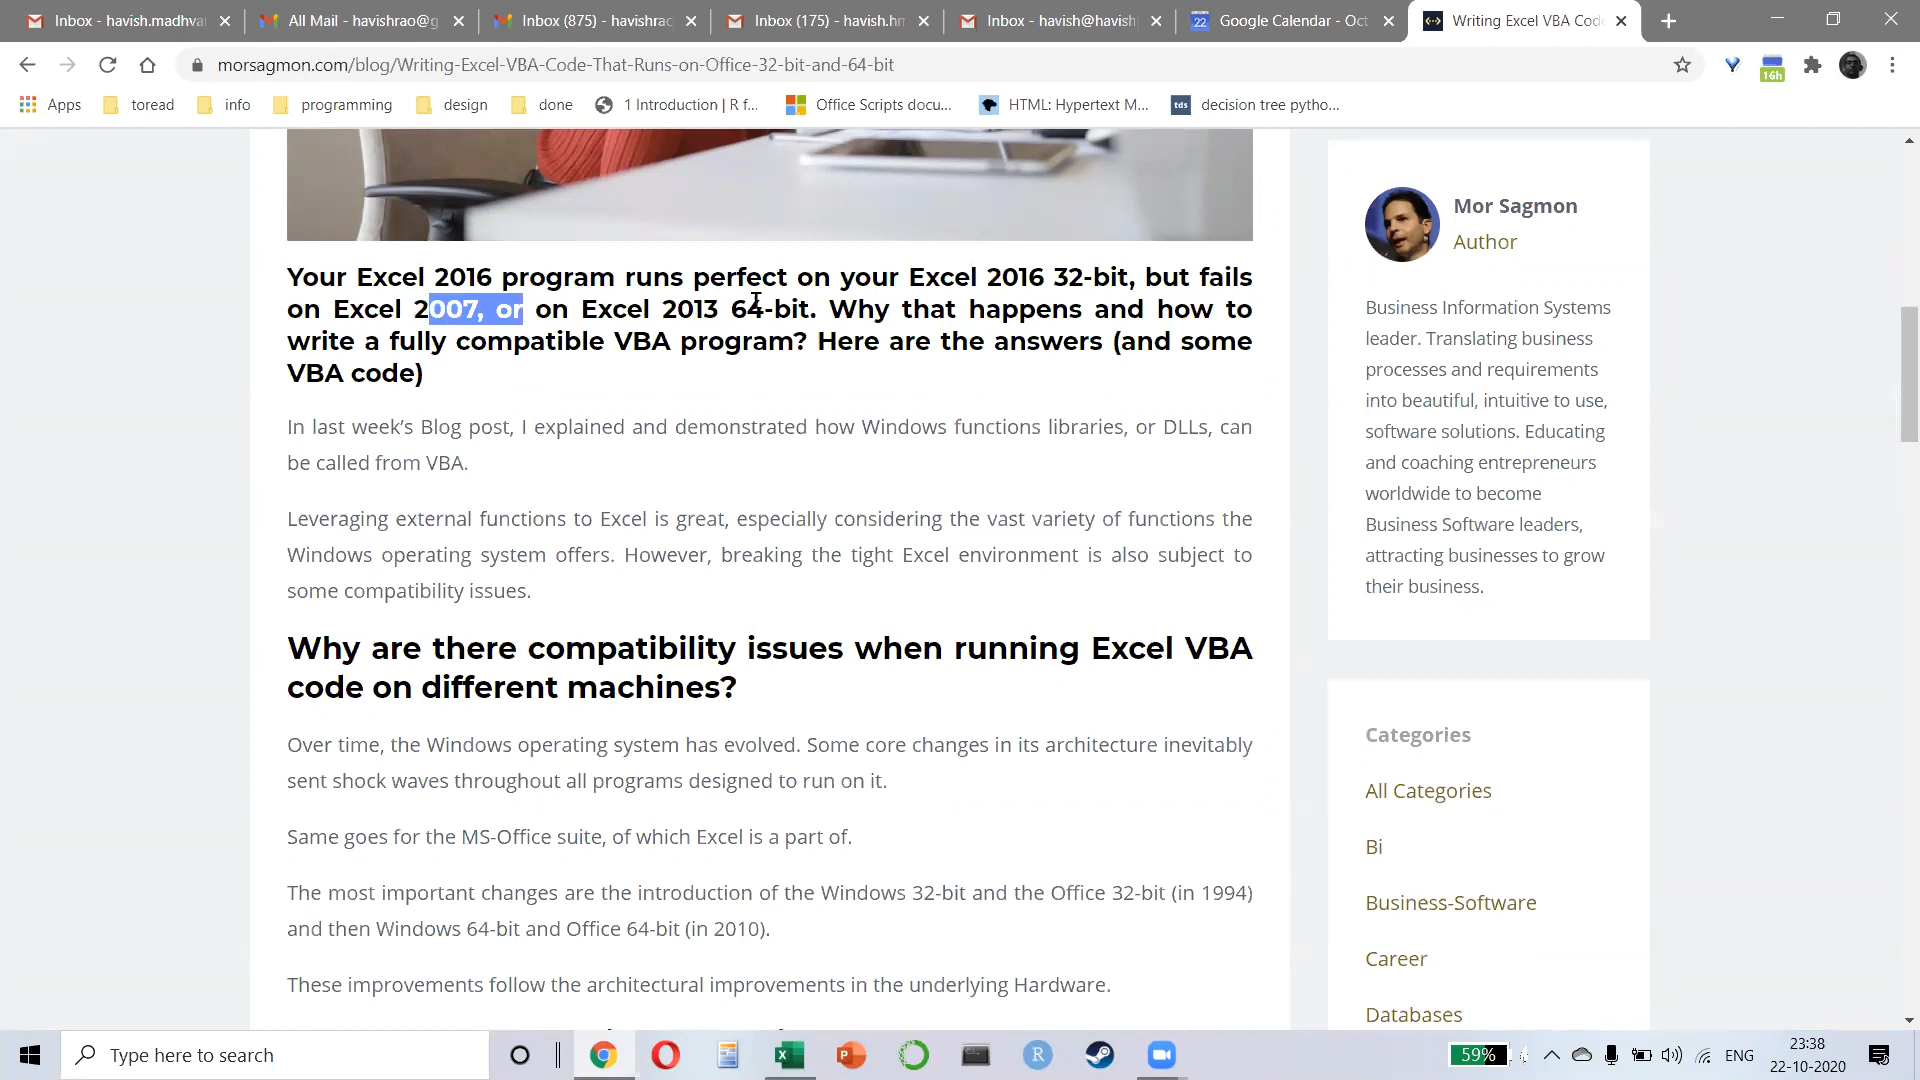 Inbox - havish.madhva
All Mail - havishrao@g
Inbox (875) - havishrao
Inbox (175) - havish.hm
Inbox - havish@havish
22
Google Calendar - Oct
Writing Excel VBA Cod
morsagmon.com/blog/Writing-Excel-VBA-Code-That-Runs-on-Office-32-bit-and-64-bit
16h
Apps
toread
info
programming
design
done
1 Introduction | R f...
Office Scripts docu...
HTML: Hypertext M...
tds
decision tree pytho...
Your Excel 2016 program runs perfect on your Excel 2016 32-bit, but fails
on Excel 2007, or on Excel 2013 64-bit. Why that happens and how to
write a fully compatible VBA program? Here are the answers (and some
VBA code)
In last week’s Blog post, I explained and demonstrated how Windows functions libraries, or DLLs, can
be called from VBA.
Leveraging external functions to Excel is great, especially considering the vast variety of functions the
Windows operating system offers. However, breaking the tight Excel environment is also subject to
some compatibility issues.
Why are there compatibility issues when running Excel VBA
code on different machines?
Over time, the Windows operating system has evolved. Some core changes in its architecture inevitably
sent shock waves throughout all programs designed to run on it.
Same goes for the MS-Office suite, of which Excel is a part of.
The most important changes are the introduction of the Windows 32-bit and the Office 32-bit (in 1994)
and then Windows 64-bit and Office 64-bit (in 2010).
These improvements follow the architectural improvements in the underlying Hardware.
Mor Sagmon
Author
Business Information Systems
leader. Translating business
processes and requirements
into beautiful, intuitive to use,
software solutions. Educating
and coaching entrepreneurs
worldwide to become
Business Software leaders,
attracting businesses to grow
their business.
Categories
All Categories
Bi
Business-Software
Career
Databases
Type here to search
R
59%
ENG
23:38
22-10-2020